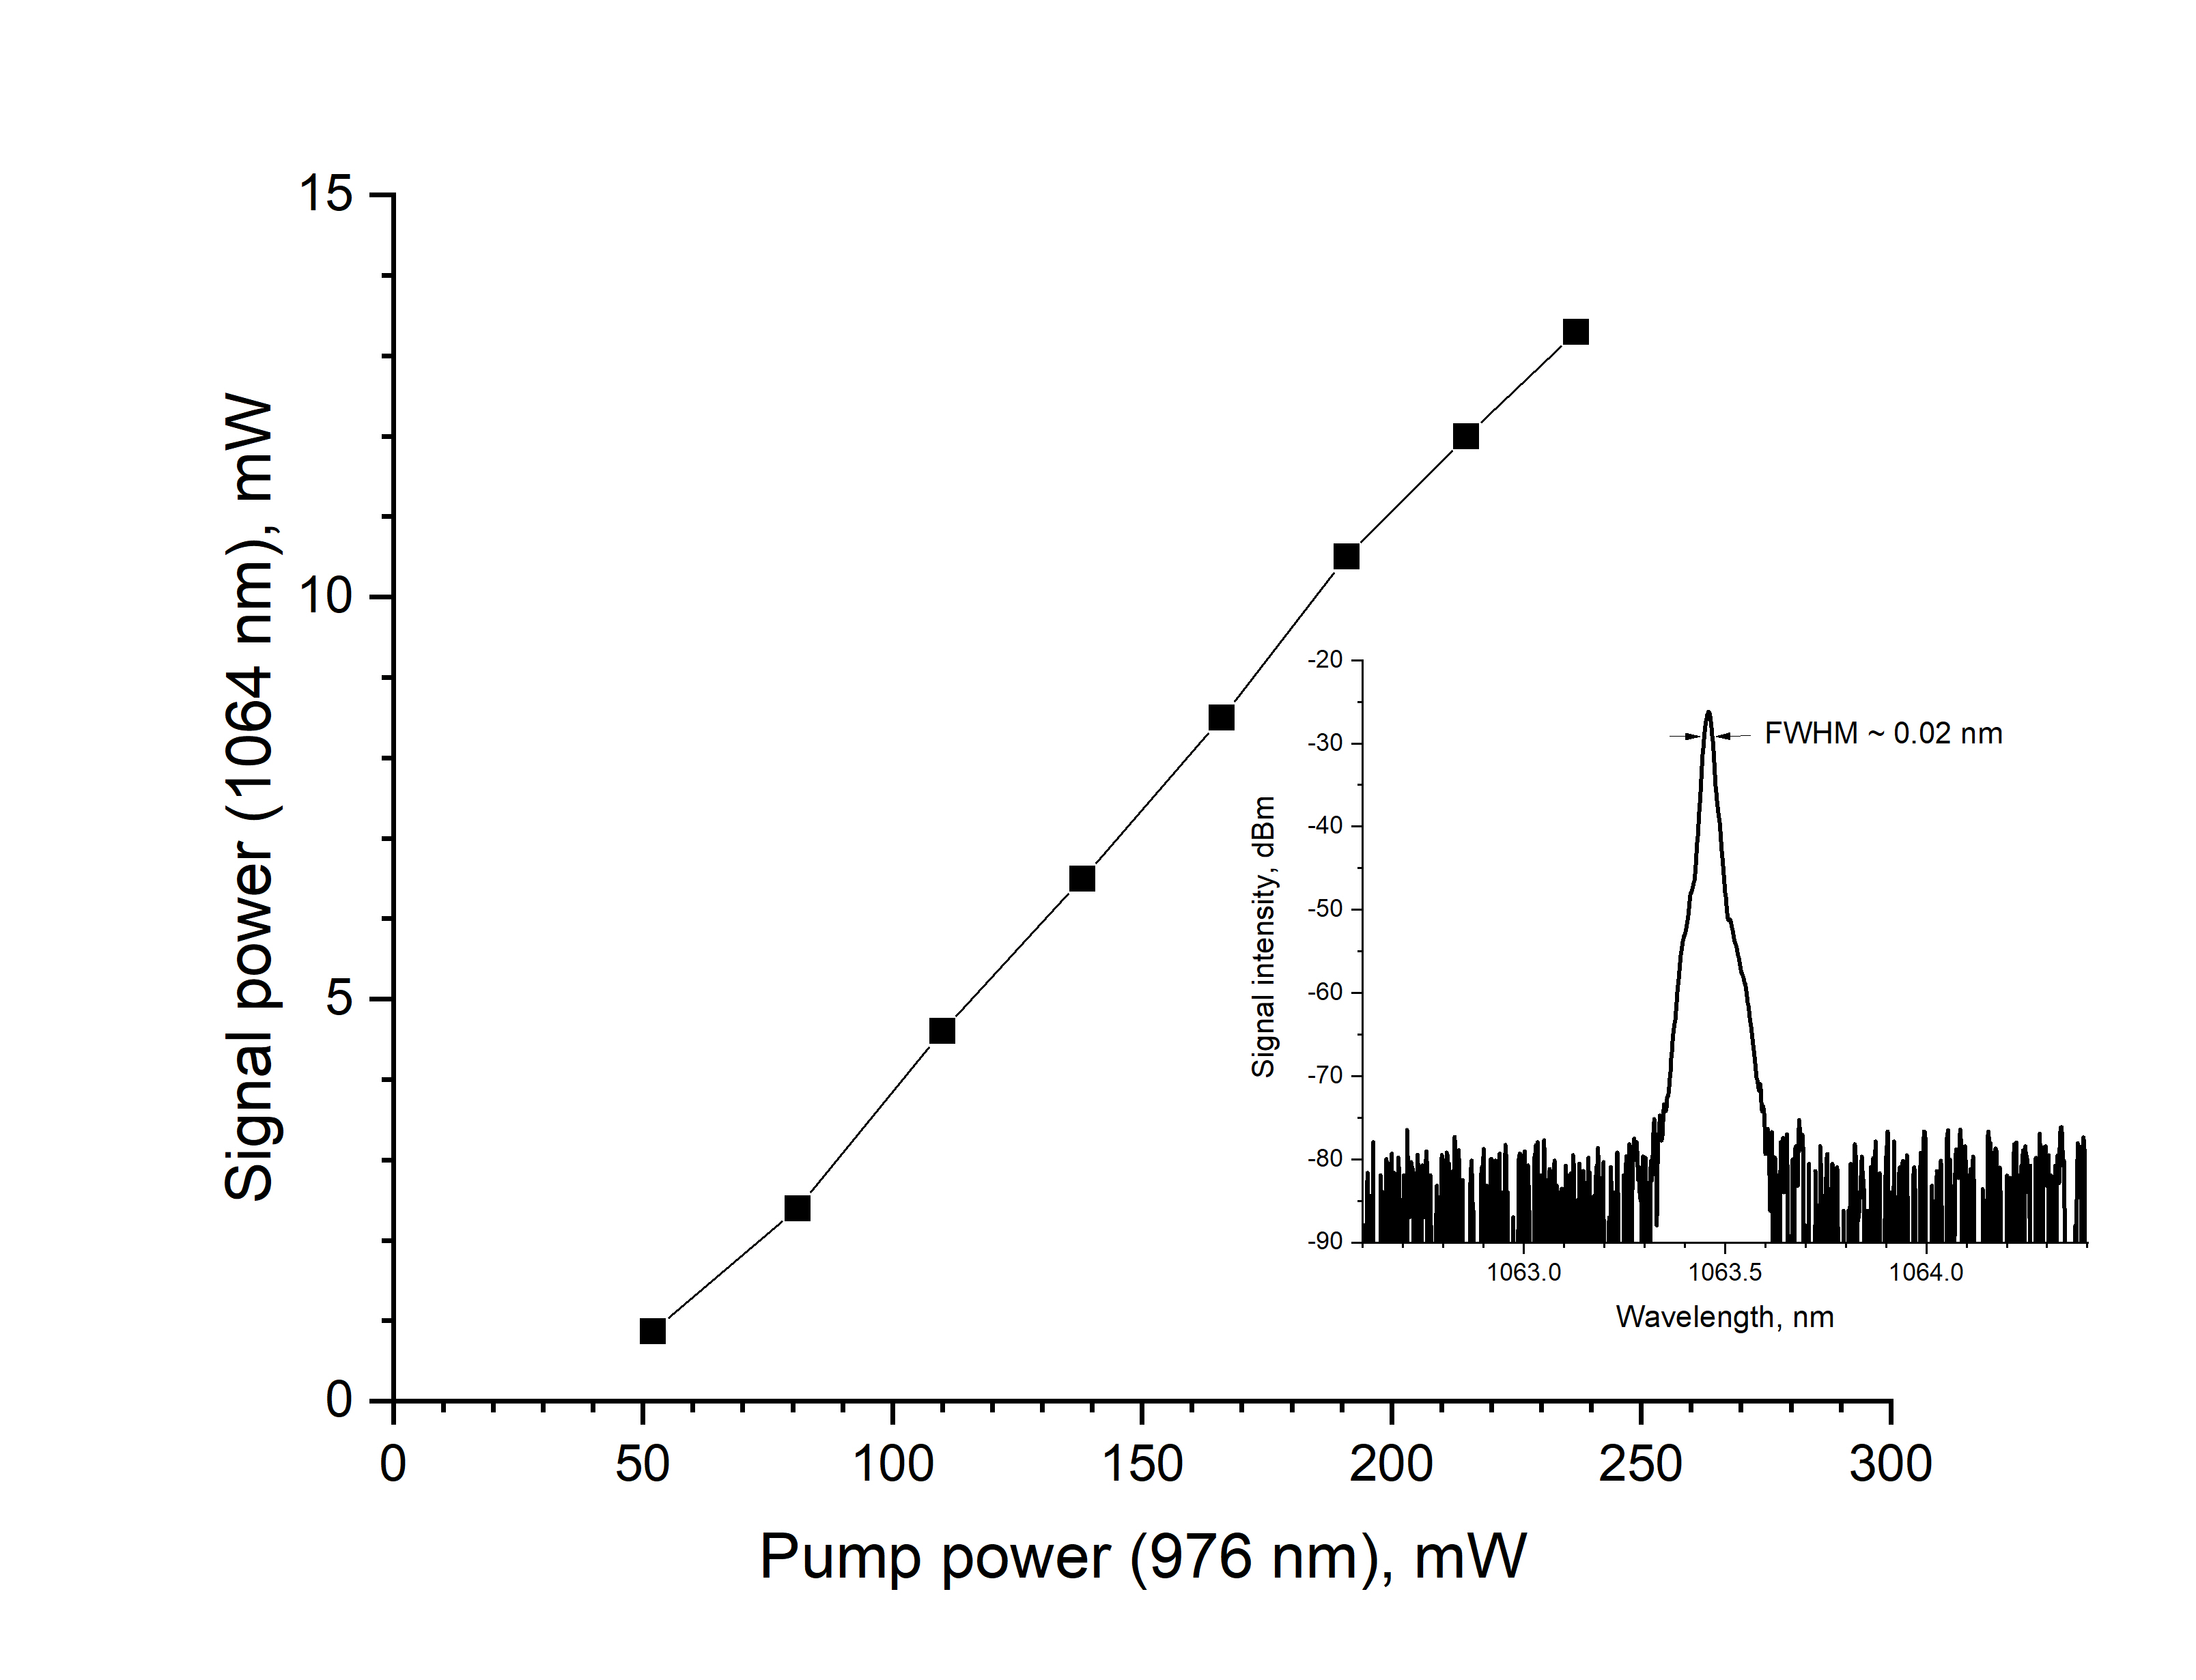 15
10
5
0
Signal power (1064 nm), mW
0 50 100 150 200 250 300
Pump power (976 nm), mW
-20
-30
-40
-50
-60
-70
-80
-90
Signal intensity, dBm
FWHM ~ 0.02 nm
1063.0 1063.5 1064.0
Wavelength, nm